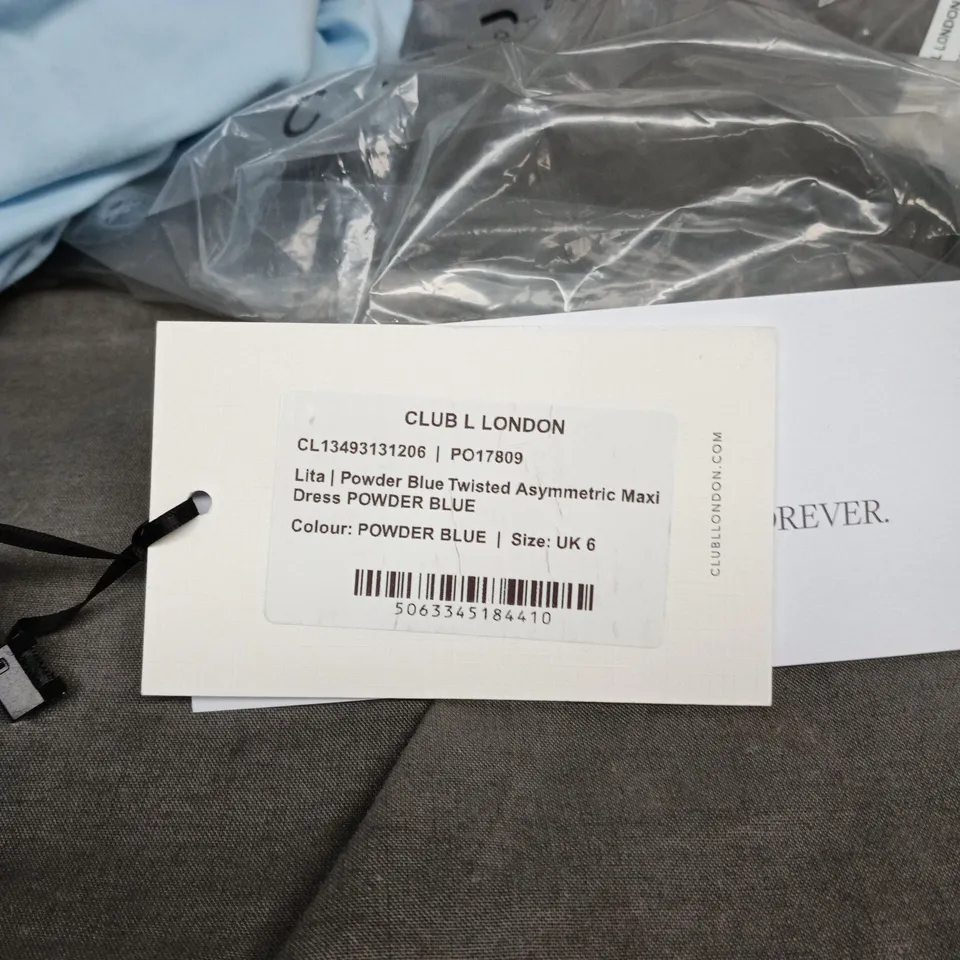 L LONDON
CLUB L LONDON
CL13493131206 | PO17809
Lita | Powder Blue Twisted Asymmetric Maxi
Dress POWDER BLUE
Colour: POWDER BLUE | Size: UK 6
5063345184410
CLUBLLONDON.COM
OREVER.